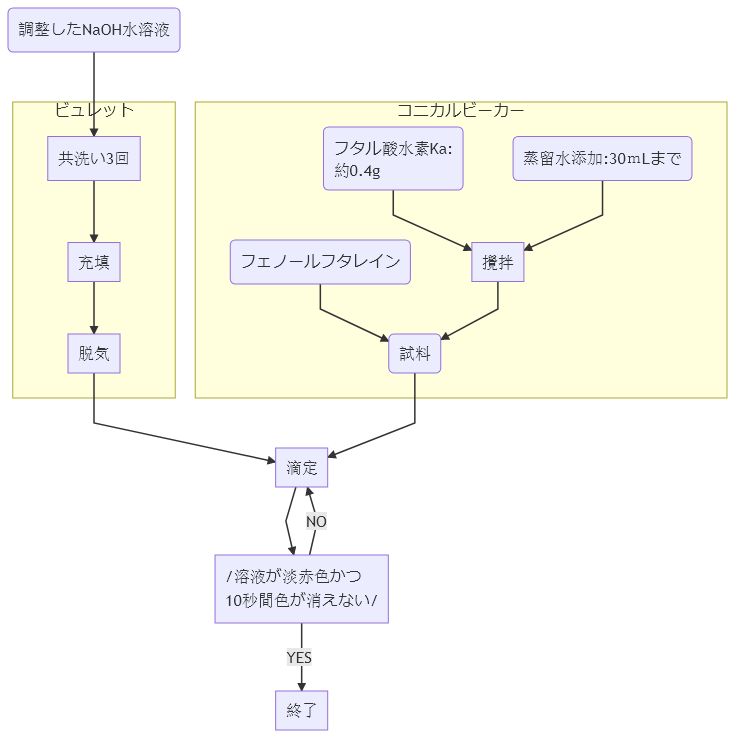 調整したNaOH水溶液
ビュレット
共洗い3回
充填
脱気
コニカルビーカー
フタル酸水素Ka:
約0.4g
蒸留水添加:30mLまで
フェノールフタレイン
攪拌
試料
滴定
NO
/溶液が淡赤色かつ
10秒間色が消えない/
YES
終了